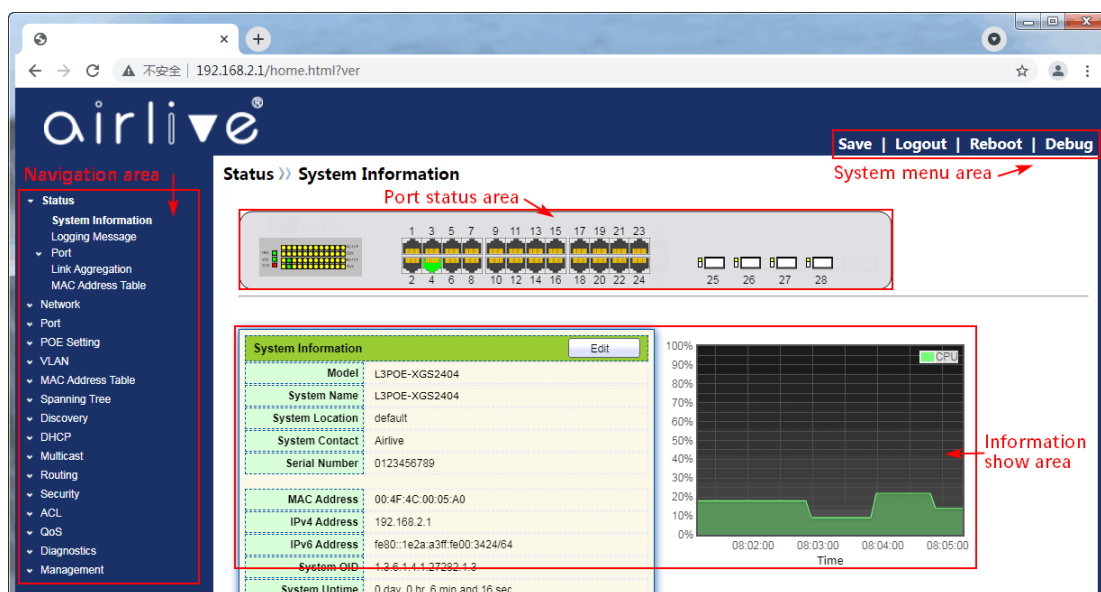 不安全 | 192.168.2.1/home.html?ver
airlive®
Save | Logout | Reboot | Debug
Navigation area
Status 》 System Information
System menu area
Port status area
Status
System Information
Logging Message
Port
Link Aggregation
MAC Address Table
Network
Port
POE Setting
VLAN
MAC Address Table
Spanning Tree
Discovery
DHCP
Multicast
Routing
Security
ACL
QoS
Diagnostics
Management
1 3 5 7 9 11 13 15 17 19 21 23
2 4 6 8 10 12 14 16 18 20 22 24 25 26 27 28
System Information Edit
Model L3POE-XGS2404
System Name L3POE-XGS2404
System Location default
System Contact Airlive
Serial Number 0123456789
MAC Address 00:4F:4C:00:05:A0
IPv4 Address 192.168.2.1
IPv6 Address fe80::1e2a:a3ff:fe00:3424/64
System OID 1.3.6.1.4.1.27282.1.3
System Uptime 0 day, 0 hr, 6 min and 16 sec
CPU
100%
90%
80%
70%
60%
50%
40%
30%
20%
10%
0%
08:02:00 08:03:00 08:04:00 08:05:00
Time
Information
show area